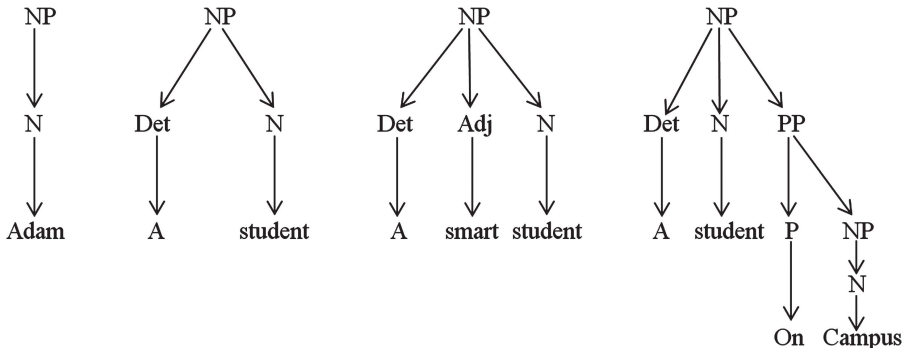 NP NP NP NP
N Det N Det Adj N Det N PP
Adam A student A smart student A student P NP
N
On Campus